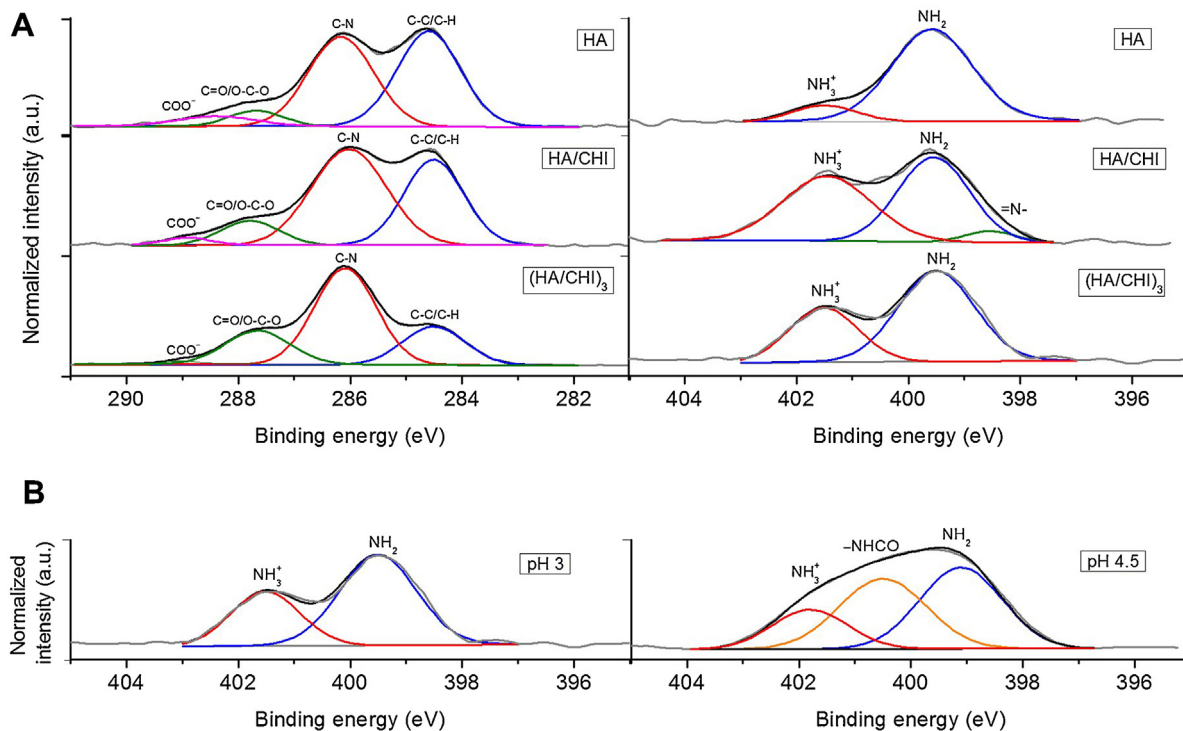 A
Normalized intensity (a.u.)
C-N
C-C/C-H
HA
C=O/O-C-O
COO⁻
C-N
C-C/C-H
HA/CHI
C=O/O-C-O
COO⁻
C-N
(HA/CHI)₃
C=O/O-C-O
C-C/C-H
COO⁻
290 288 286 284 282
Binding energy (eV)
NH₂
HA
NH₃⁺
NH₂
HA/CHI
NH₃⁺
=N-
NH₂
(HA/CHI)₃
NH₃⁺
404 402 400 398 396
Binding energy (eV)
B
Normalized
intensity (a.u.)
NH₂
pH 3
NH₃⁺
404 402 400 398 396
Binding energy (eV)
–NHCO
NH₂
pH 4.5
NH₃⁺
404 402 400 398 396
Binding energy (eV)